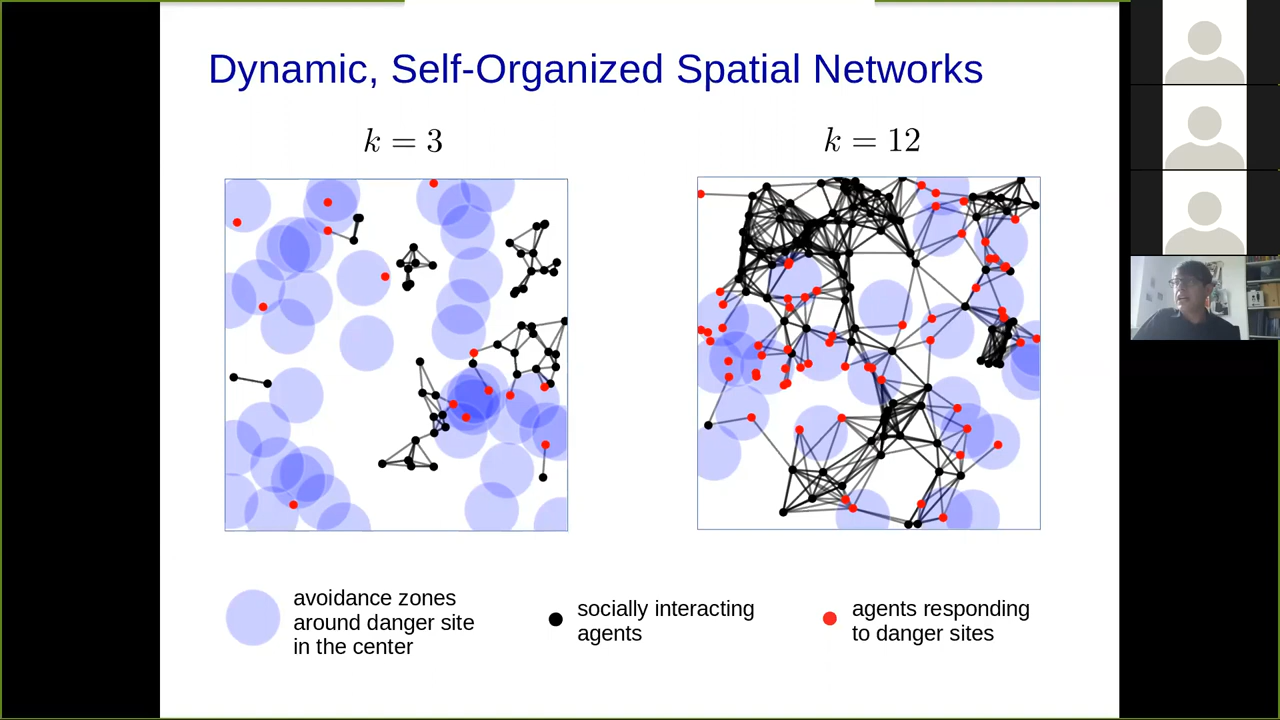 Dynamic, Self-Organized Spatial Networks
k = 3
k = 12
avoidance zones
around danger site
in the center
socially interacting
agents
agents responding
to danger sites